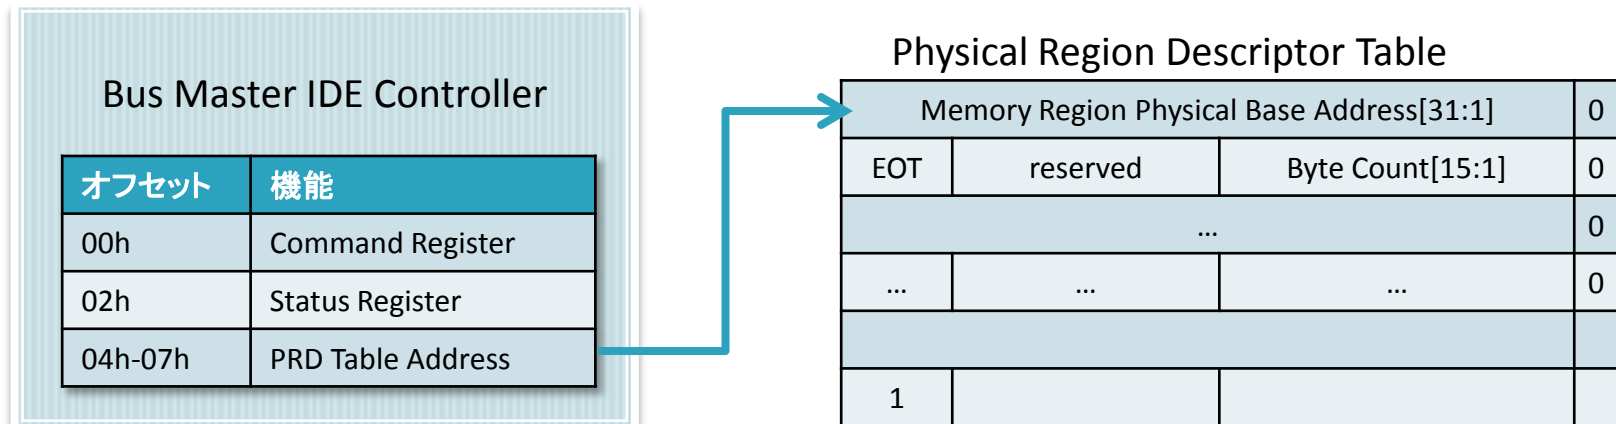 Bus Master IDE Controller
オフセット 機能
00h Command Register
02h Status Register
04h-07h PRD Table Address
Physical Region Descriptor Table
Memory Region Physical Base Address[31:1] 0
EOT reserved Byte Count[15:1] 0
... 0
... ... ... 0
1